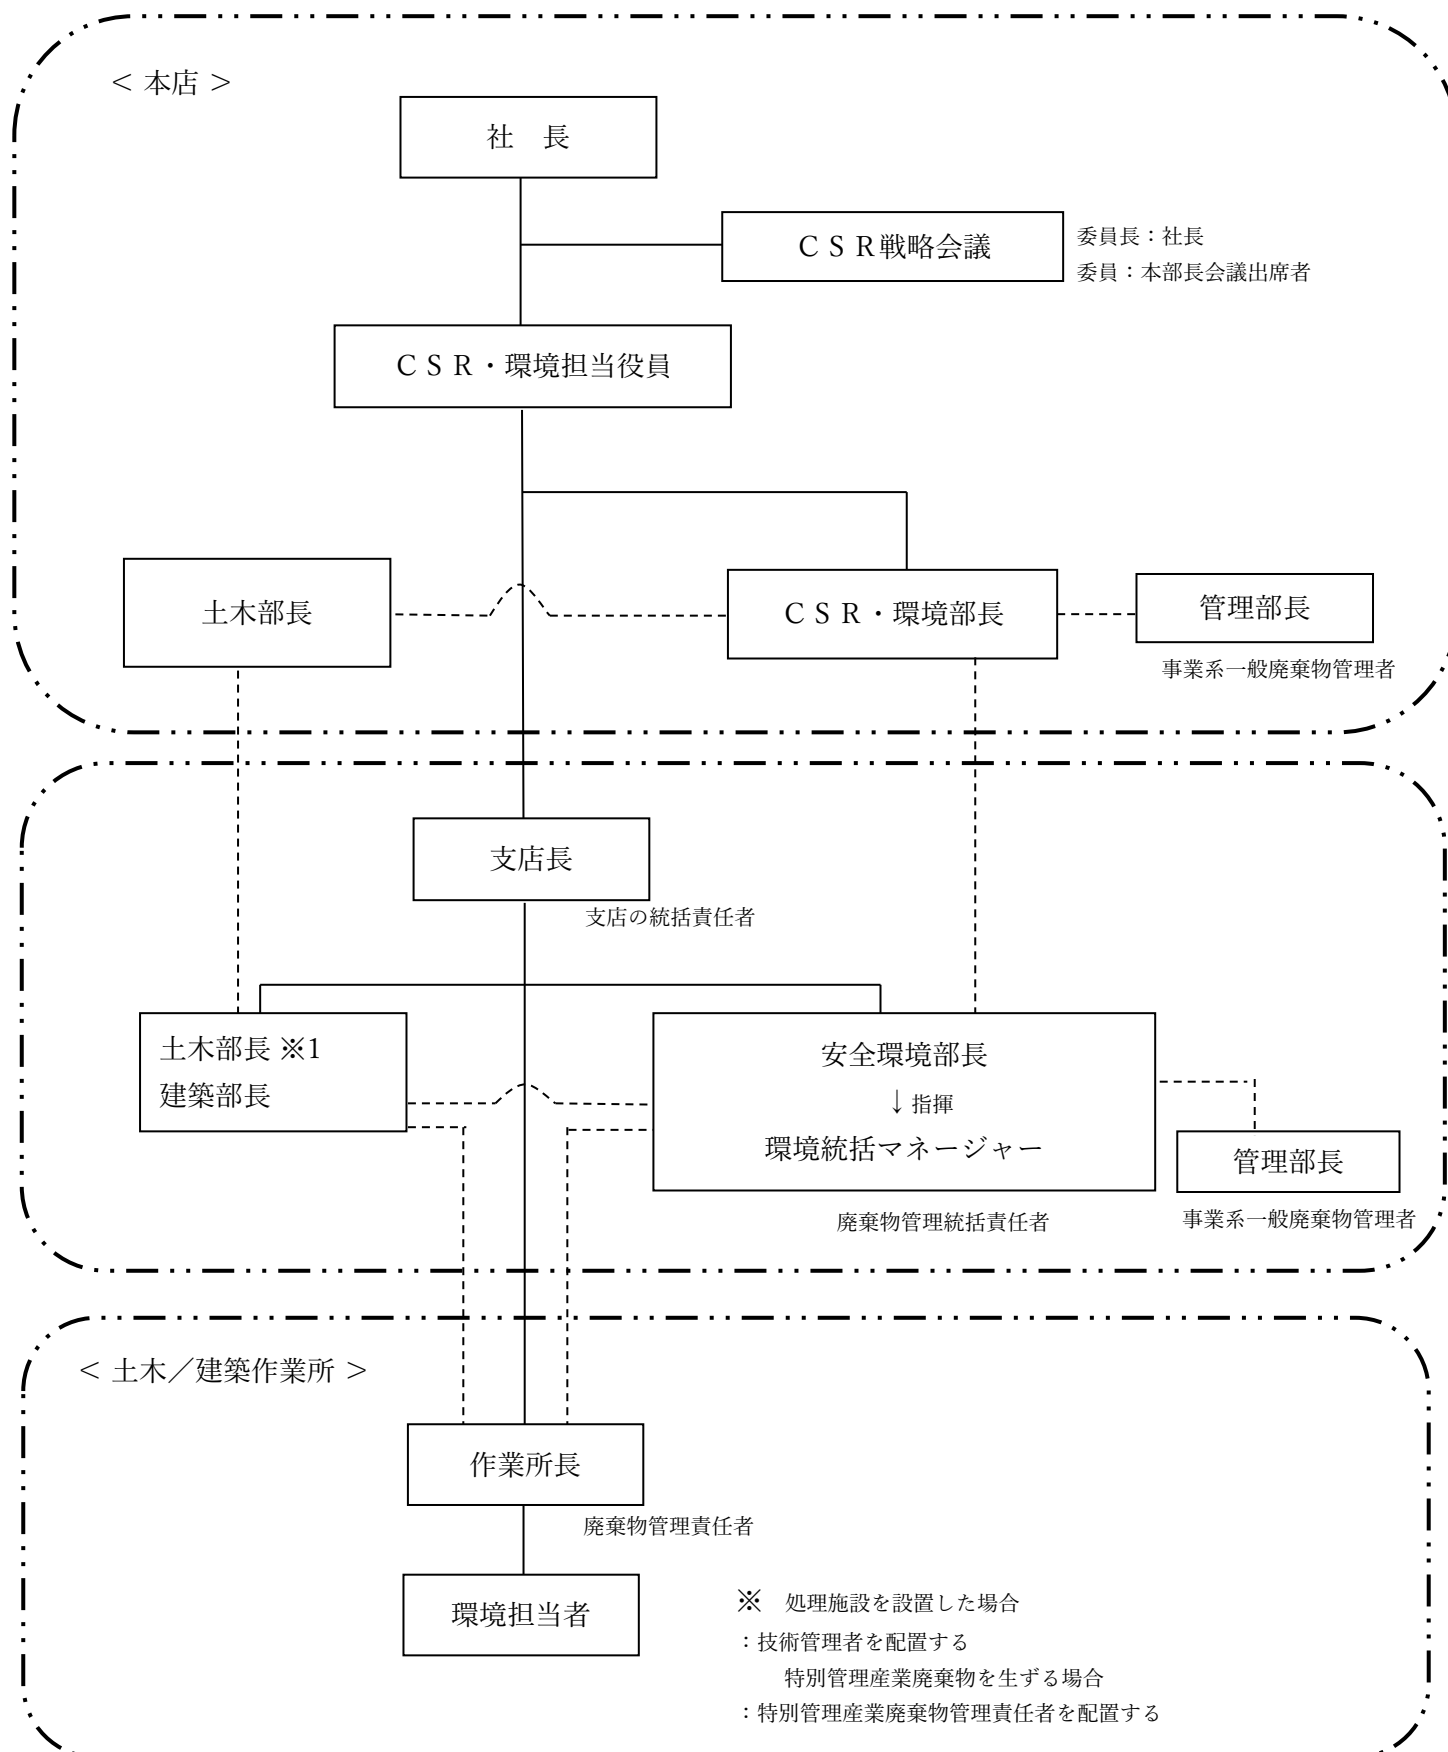 ＜ 本店 ＞
社　長
ＣＳＲ戦略会議
委員長：社長
委員：本部長会議出席者
ＣＳＲ・環境担当役員
土木部長
ＣＳＲ・環境部長
管理部長
事業系一般廃棄物管理者
支店長
支店の統括責任者
土木部長 ※1
建築部長
安全環境部長
↓ 指揮
環境統括マネージャー
管理部長
廃棄物管理統括責任者
事業系一般廃棄物管理者
＜ 土木／建築作業所 ＞
作業所長
廃棄物管理責任者
環境担当者
※　処理施設を設置した場合
：技術管理者を配置する
特別管理産業廃棄物を生ずる場合
：特別管理産業廃棄物管理責任者を配置する